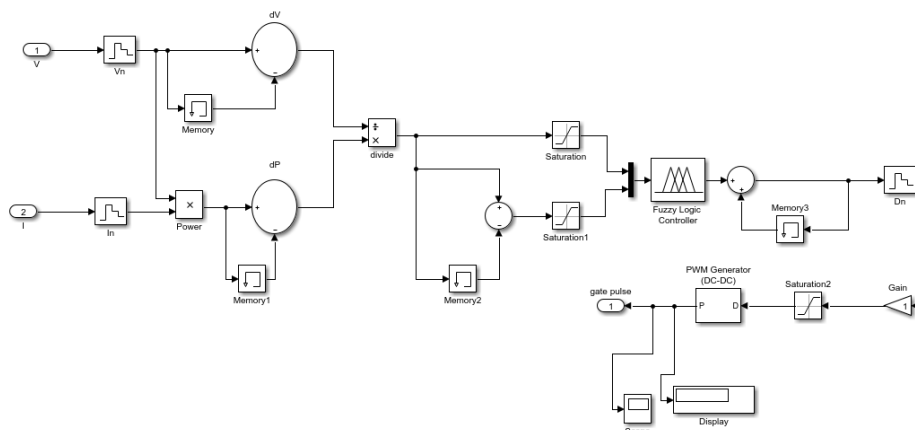 dV
1
V
Vn
Memory
+
−
÷
×
divide
Saturation
dP
2
I
In
×
Power
+
−
Memory1
+
−
Memory2
Saturation1
Fuzzy Logic
Controller
+
+
Memory3
Dn
gate pulse
1
PWM Generator
(DC-DC)
P
D
Saturation2
Gain
1
Display